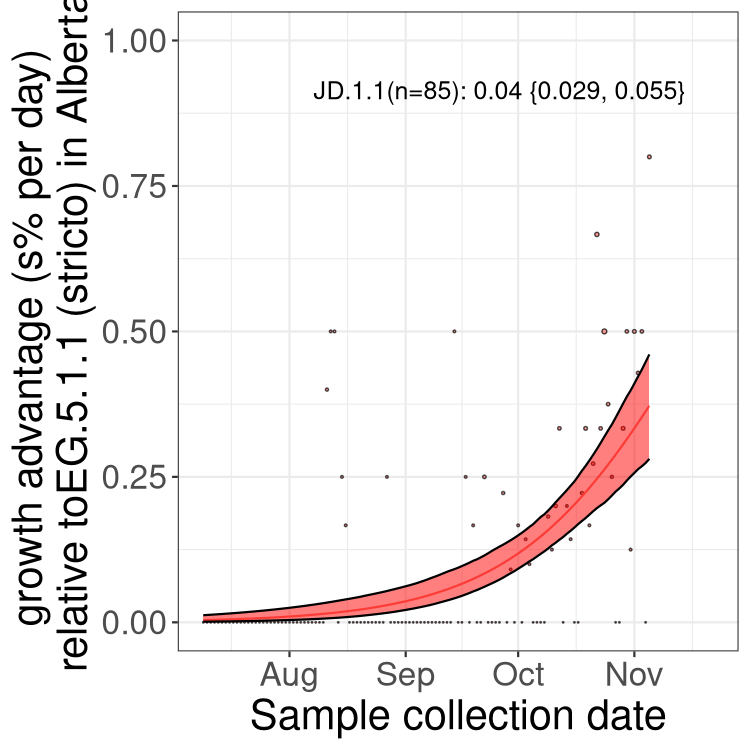 growth advantage (s% per day)
relative toEG.5.1.1 (stricto) in Alberta
1.00
0.75
0.50
0.25
0.00
JD.1.1(n=85): 0.04 {0.029, 0.055}
Aug Sep Oct Nov
Sample collection date